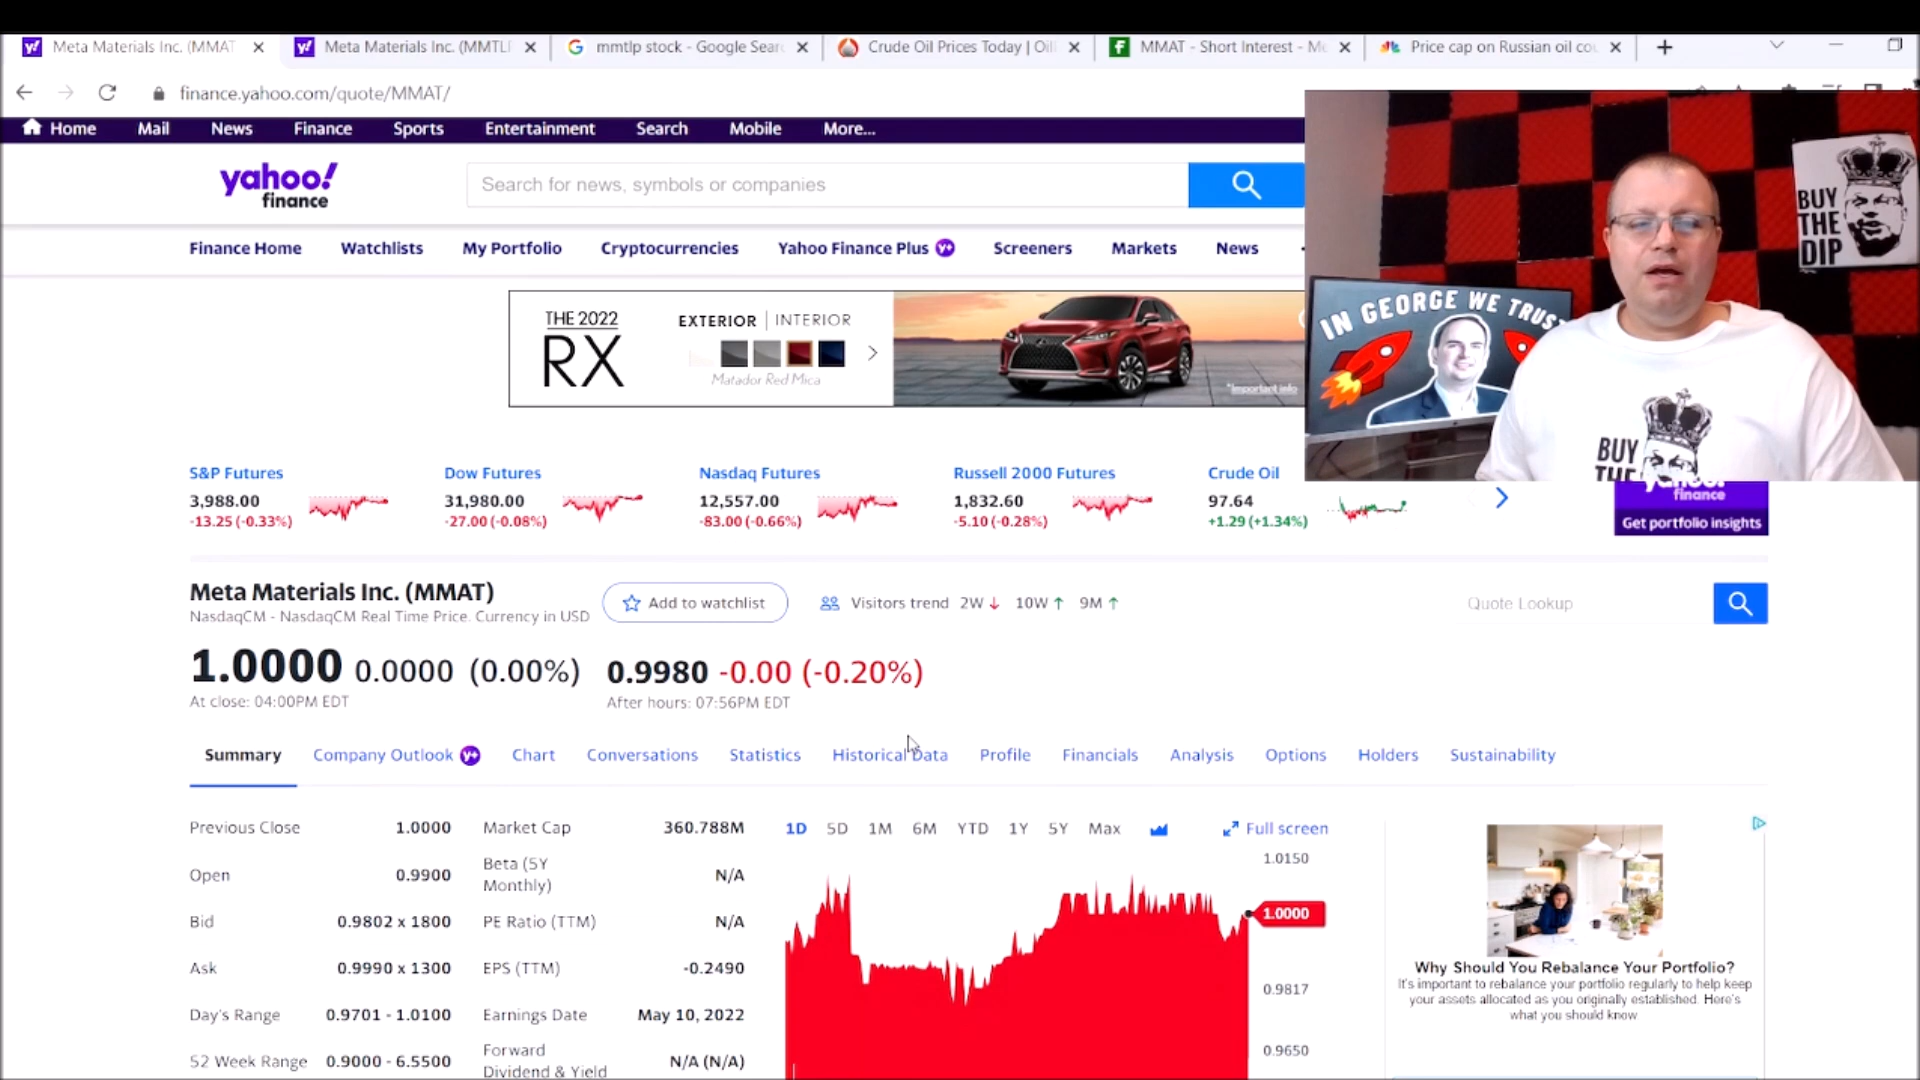 Meta Materials Inc. (MMAT
Meta Materials Inc. (MMTLP
mmtlp stock - Google Sear
Crude Oil Prices Today | Oil
MMAT - Short Interest - Me
Price cap on Russian oil co
finance.yahoo.com/quote/MMAT/
Home Mail News Finance Sports Entertainment Search Mobile More...
yahoo!
finance
Search for news, symbols or companies
Finance Home Watchlists My Portfolio Cryptocurrencies Yahoo Finance Plus Y+ Screeners Markets News
THE 2022
RX
EXTERIOR | INTERIOR
Matador Red Mica
*Important info
IN GEORGE WE TRUS
BUY
THE
DIP
BUY
THE
S&P Futures
3,988.00
-13.25 (-0.33%)
Dow Futures
31,980.00
-27.00 (-0.08%)
Nasdaq Futures
12,557.00
-83.00 (-0.66%)
Russell 2000 Futures
1,832.60
-5.10 (-0.28%)
Crude Oil
97.64
+1.29 (+1.34%)
yahoo!
finance
Get portfolio insights
Meta Materials Inc. (MMAT)
NasdaqCM - NasdaqCM Real Time Price. Currency in USD
Add to watchlist
Visitors trend 2W ↓ 10W ↑ 9M ↑
Quote Lookup
1.0000 0.0000 (0.00%)
At close: 04:00PM EDT
0.9980 -0.00 (-0.20%)
After hours: 07:56PM EDT
Summary Company Outlook Y+ Chart Conversations Statistics Historical Data Profile Financials Analysis Options Holders Sustainability
Previous Close 1.0000
Open 0.9900
Bid 0.9802 x 1800
Ask 0.9990 x 1300
Day's Range 0.9701 - 1.0100
52 Week Range 0.9000 - 6.5500
Market Cap 360.788M
Beta (5Y
Monthly) N/A
PE Ratio (TTM) N/A
EPS (TTM) -0.2490
Earnings Date May 10, 2022
Forward
Dividend & Yield N/A (N/A)
1D 5D 1M 6M YTD 1Y 5Y Max
Full screen
1.0150
1.0000
0.9817
0.9650
Why Should You Rebalance Your Portfolio?
It's important to rebalance your portfolio regularly to help keep
your assets allocated as you originally established. Here's
what you should know